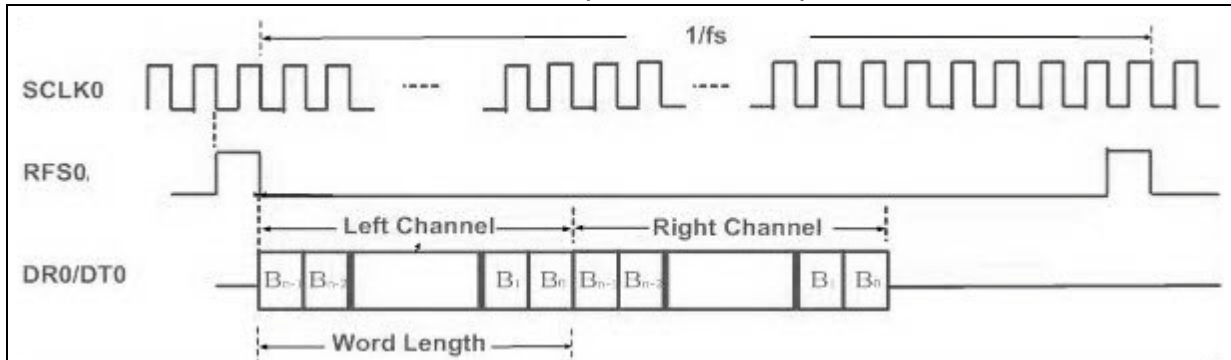 1/fs
SCLK0
RFS0,
Left Channel Right Channel
DR0/DT0 Bn-1 Bn-2 B1 B0 Bn-1 Bn-2 B1 B0
Word Length